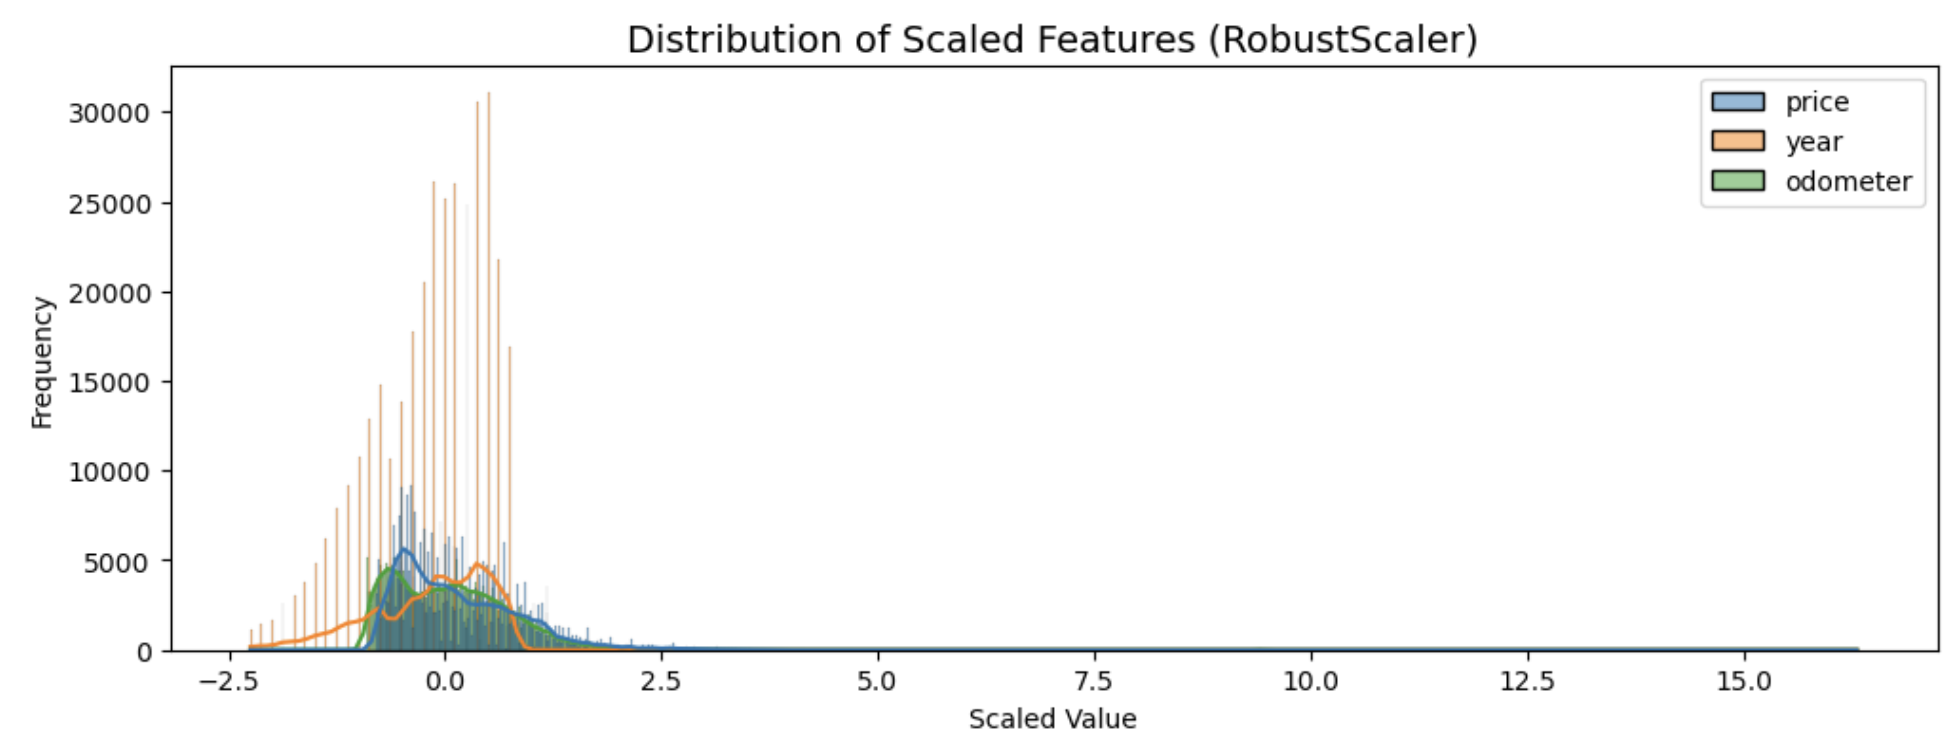 Distribution of Scaled Features (RobustScaler)
price
year
odometer
30000
25000
20000
15000
10000
5000
0
Frequency
−2.5 0.0 2.5 5.0 7.5 10.0 12.5 15.0
Scaled Value